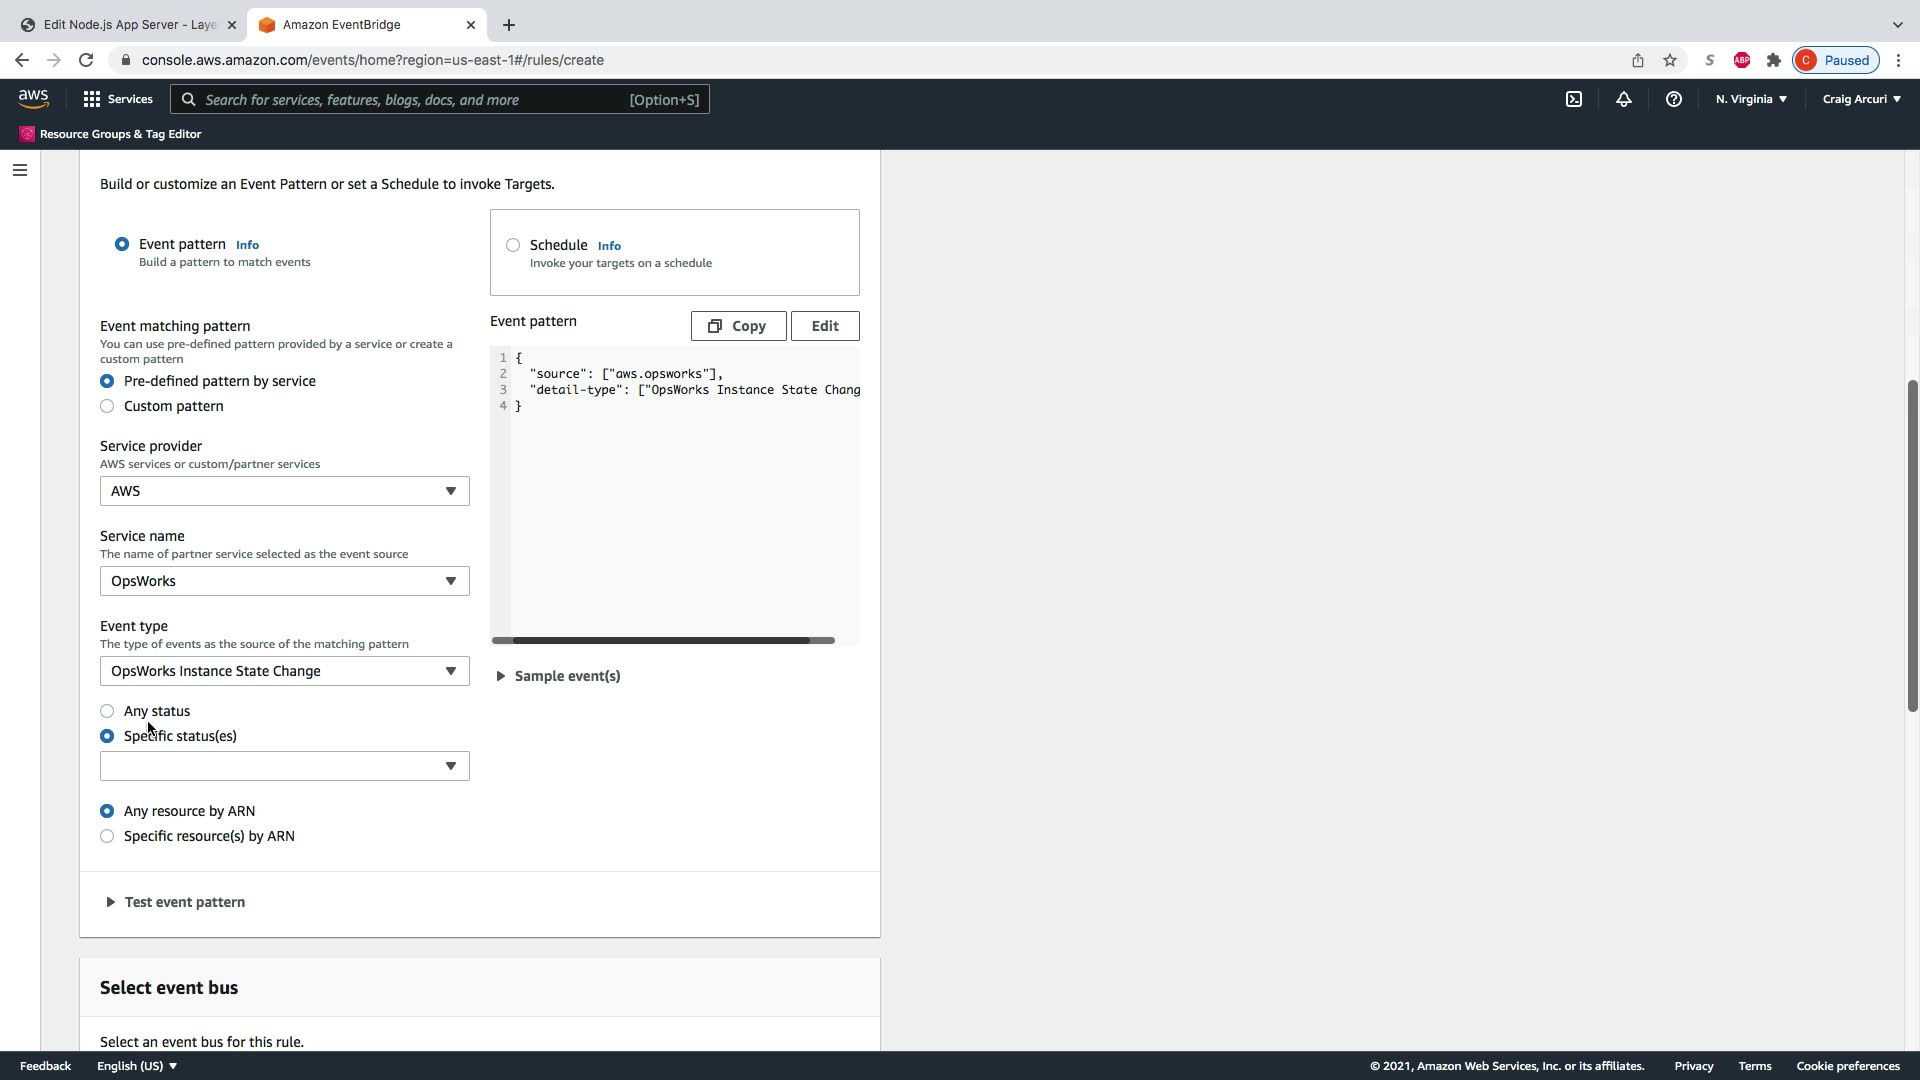 Edit Node.js App Server - Laye
Amazon EventBridge
console.aws.amazon.com/events/home?region=us-east-1#/rules/create
S
ABP
C Paused
aws
Services
Search for services, features, blogs, docs, and more [Option+S]
N. Virginia
Craig Arcuri
Resource Groups & Tag Editor
Build or customize an Event Pattern or set a Schedule to invoke Targets.
Event pattern Info
Build a pattern to match events
Schedule Info
Invoke your targets on a schedule
Event matching pattern
You can use pre-defined pattern provided by a service or create a
custom pattern
Pre-defined pattern by service
Custom pattern
Service provider
AWS services or custom/partner services
AWS
Service name
The name of partner service selected as the event source
OpsWorks
Event type
The type of events as the source of the matching pattern
OpsWorks Instance State Change
Any status
Specific status(es)
Any resource by ARN
Specific resource(s) by ARN
Event pattern
Copy
Edit
1 {
2 "source": ["aws.opsworks"],
3 "detail-type": ["OpsWorks Instance State Chang
4 }
Sample event(s)
Test event pattern
Select event bus
Select an event bus for this rule.
Feedback
English (US)
© 2021, Amazon Web Services, Inc. or its affiliates.
Privacy
Terms
Cookie preferences